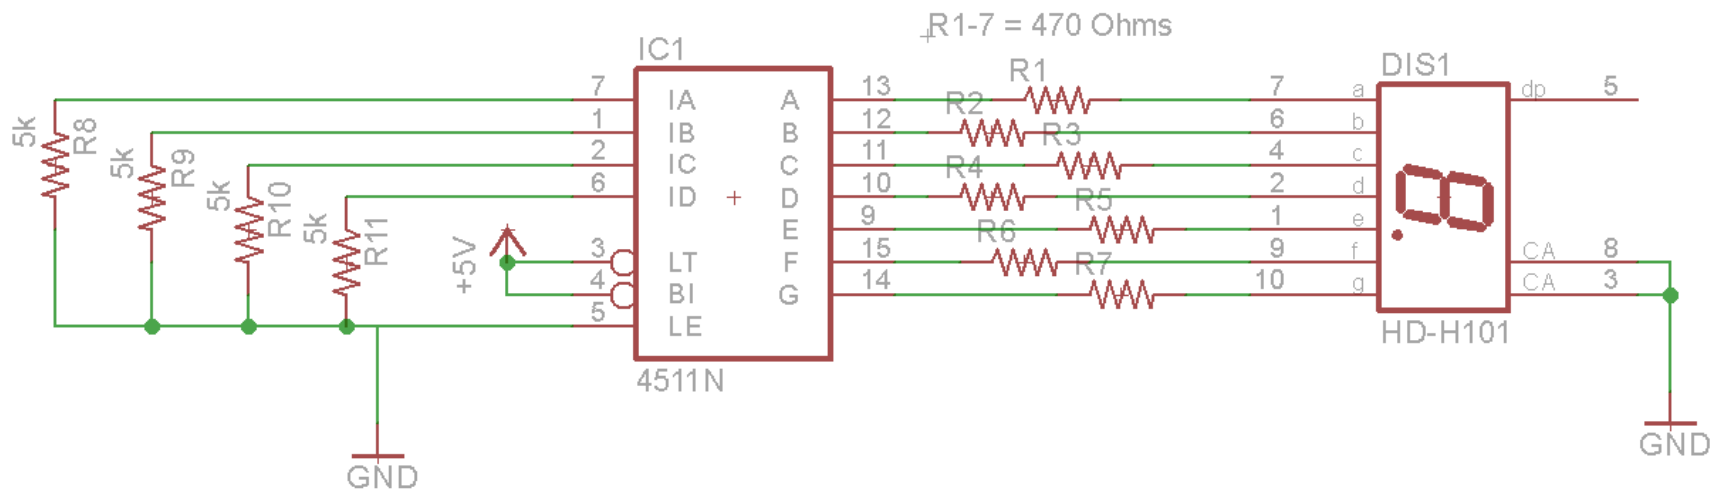 R1-7 = 470 Ohms
IC1
DIS1
R1
R2
R3
R4
R5
R6
R7
5k
R8
5k
R9
5k
R10
5k
R11
7
IA
A
13
7
a
dp
5
1
IB
B
12
6
b
2
IC
C
11
4
c
6
ID
D
10
2
d
E
9
1
e
+5V
3
LT
F
15
9
f
CA
8
4
BI
G
14
10
g
CA
3
5
LE
4511N
HD-H101
GND
GND